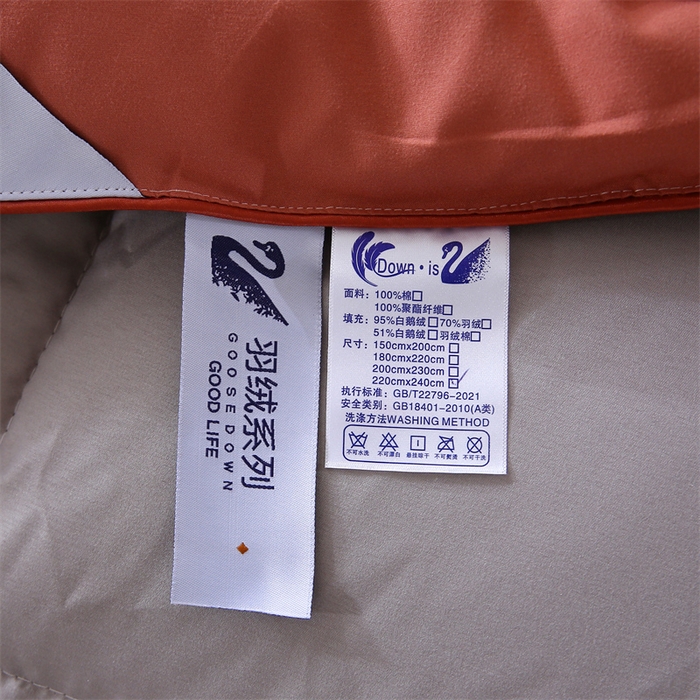 羽绒系列
GOOSEDOWN
GOOD LIFE
Down·is
面料：100%棉
100%聚酯纤维
填充：95%白鹅绒 70%羽绒
51%白鹅绒 羽绒棉
尺寸：150cmx200cm
180cmx220cm
200cmx230cm
220cmx240cm
执行标准：GB/T22796-2021
安全类别：GB18401-2010(A类)
洗涤方法WASHING METHOD
不可水洗 不可漂白 悬挂晾干 不可熨烫 不可干洗